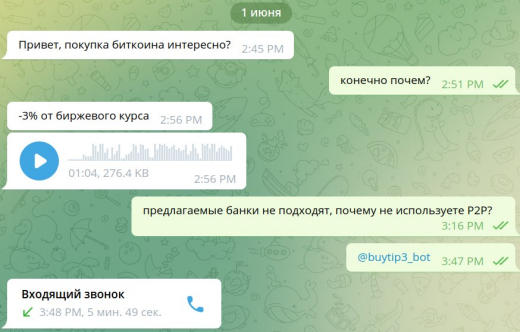 1 июня
Привет, покупка биткоина интересно? 2:45 PM
конечно почем? 2:51 PM
-3% от биржевого курса 2:56 PM
01:04, 276.4 KB 2:56 PM
предлагаемые банки не подходят, почему не используете P2P?
3:16 PM
@buytip3_bot 3:47 PM
Входящий звонок
3:48 PM, 5 мин. 49 сек.